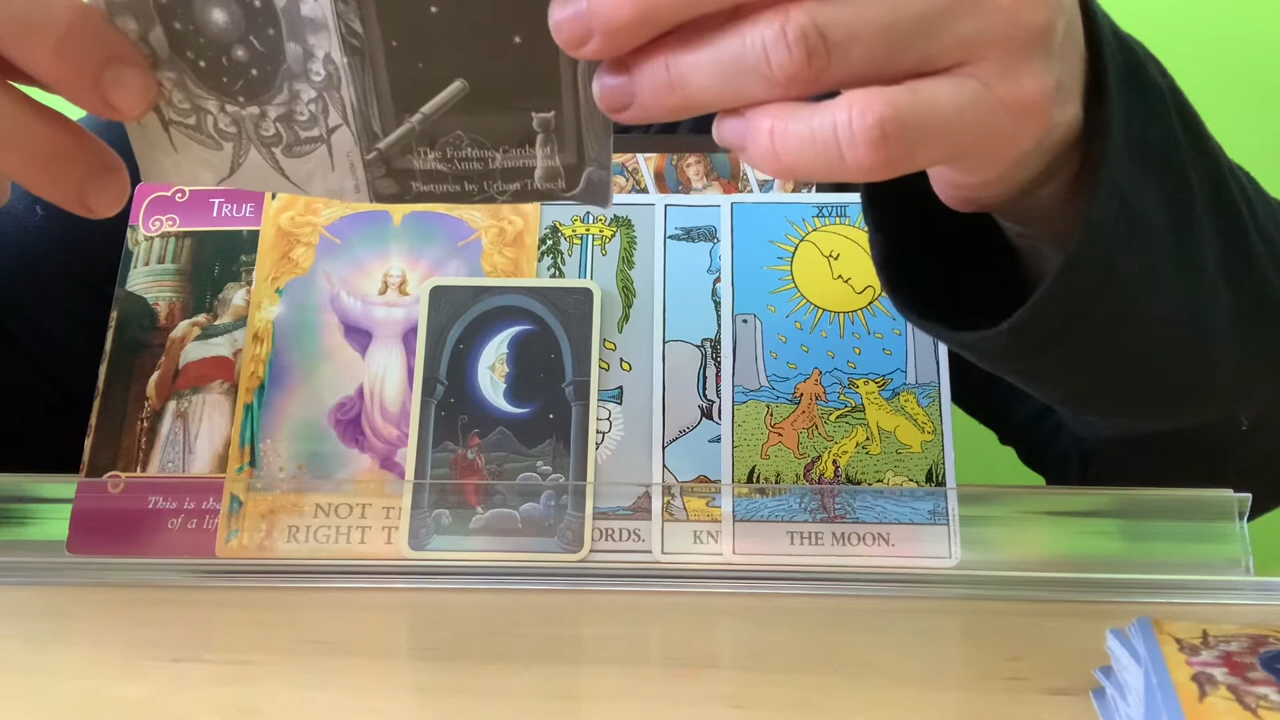 The Fortune Cards of
Marie-Anne Lenormand
Pictures by Urban Trösch
TRUE
This is the
of a lif
NOT
RIGHT T
ORDS.
KN
XVIII
THE MOON.